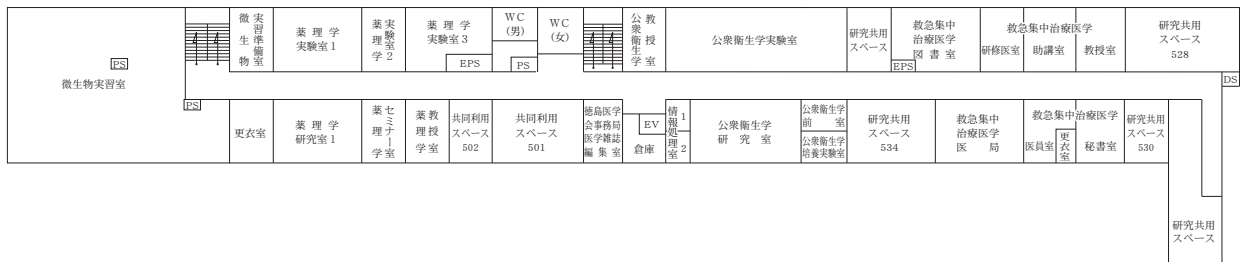 PS
微生物実習室
PS
微生物
実習準備室
薬 理 学
実験室1
薬理学
実験室2
薬 理 学
実験室3
EPS
WC
(男)
PS
WC
(女)
公衆衛生学
教授室
公衆衛生学実験室
研究共用
スペース
救急集中
治療医学
図 書 室
EPS
救急集中治療医学
研修医室
助講室
教授室
研究共用
スペース
528
DS
更衣室
薬 理 学
研究室1
薬理学
セミナー室
薬理学
教授室
共同利用
スペース
502
共同利用
スペース
501
徳島医学
会事務局
医学雑誌
編 集 室
EV
倉庫
情報処理室
1
2
公衆衛生学
研 究 室
公衆衛生学
前 室
公衆衛生学
培養実験室
研究共用
スペース
534
救急集中
治療医学
医 局
救急集中治療医学
医員室
更衣室
秘書室
研究共用
スペース
530
研究共用
スペース